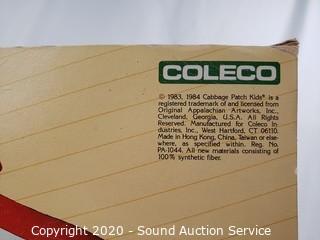 COLECO
© 1983, 1984 Cabbage Patch Kids® is a
registered trademark of and licensed from
Original Appalachian Artworks, Inc.,
Cleveland, Georgia, U.S.A. All Rights
Reserved. Manufactured for Coleco In-
dustries, Inc., West Hartford, CT 06110.
Made in Hong Kong, China, Taiwan or else-
where, as specified within. Reg. No.
PA-1044. All new materials consisting of
100% synthetic fiber.
Copyright 2020 - Sound Auction Service